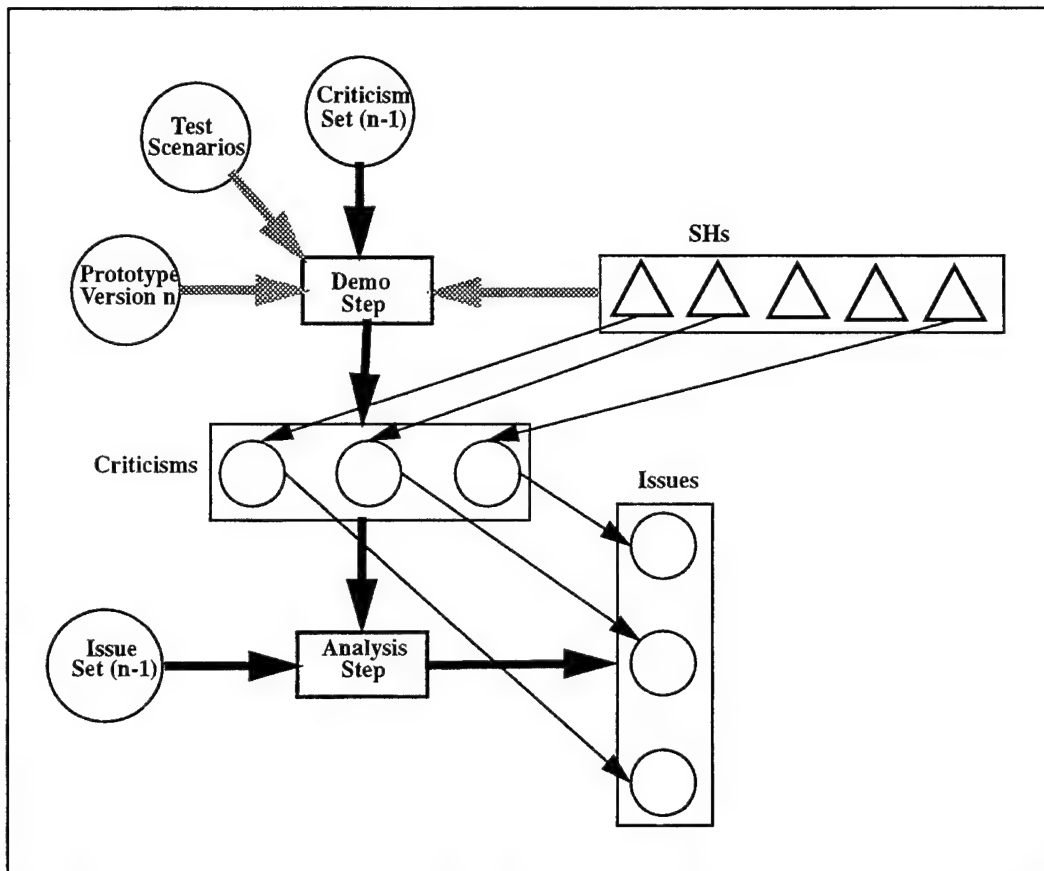 Criticism
Set (n-1)
Test
Scenarios
SHs
Prototype
Version n
Demo
Step
Criticisms
Issues
Issue
Set (n-1)
Analysis
Step